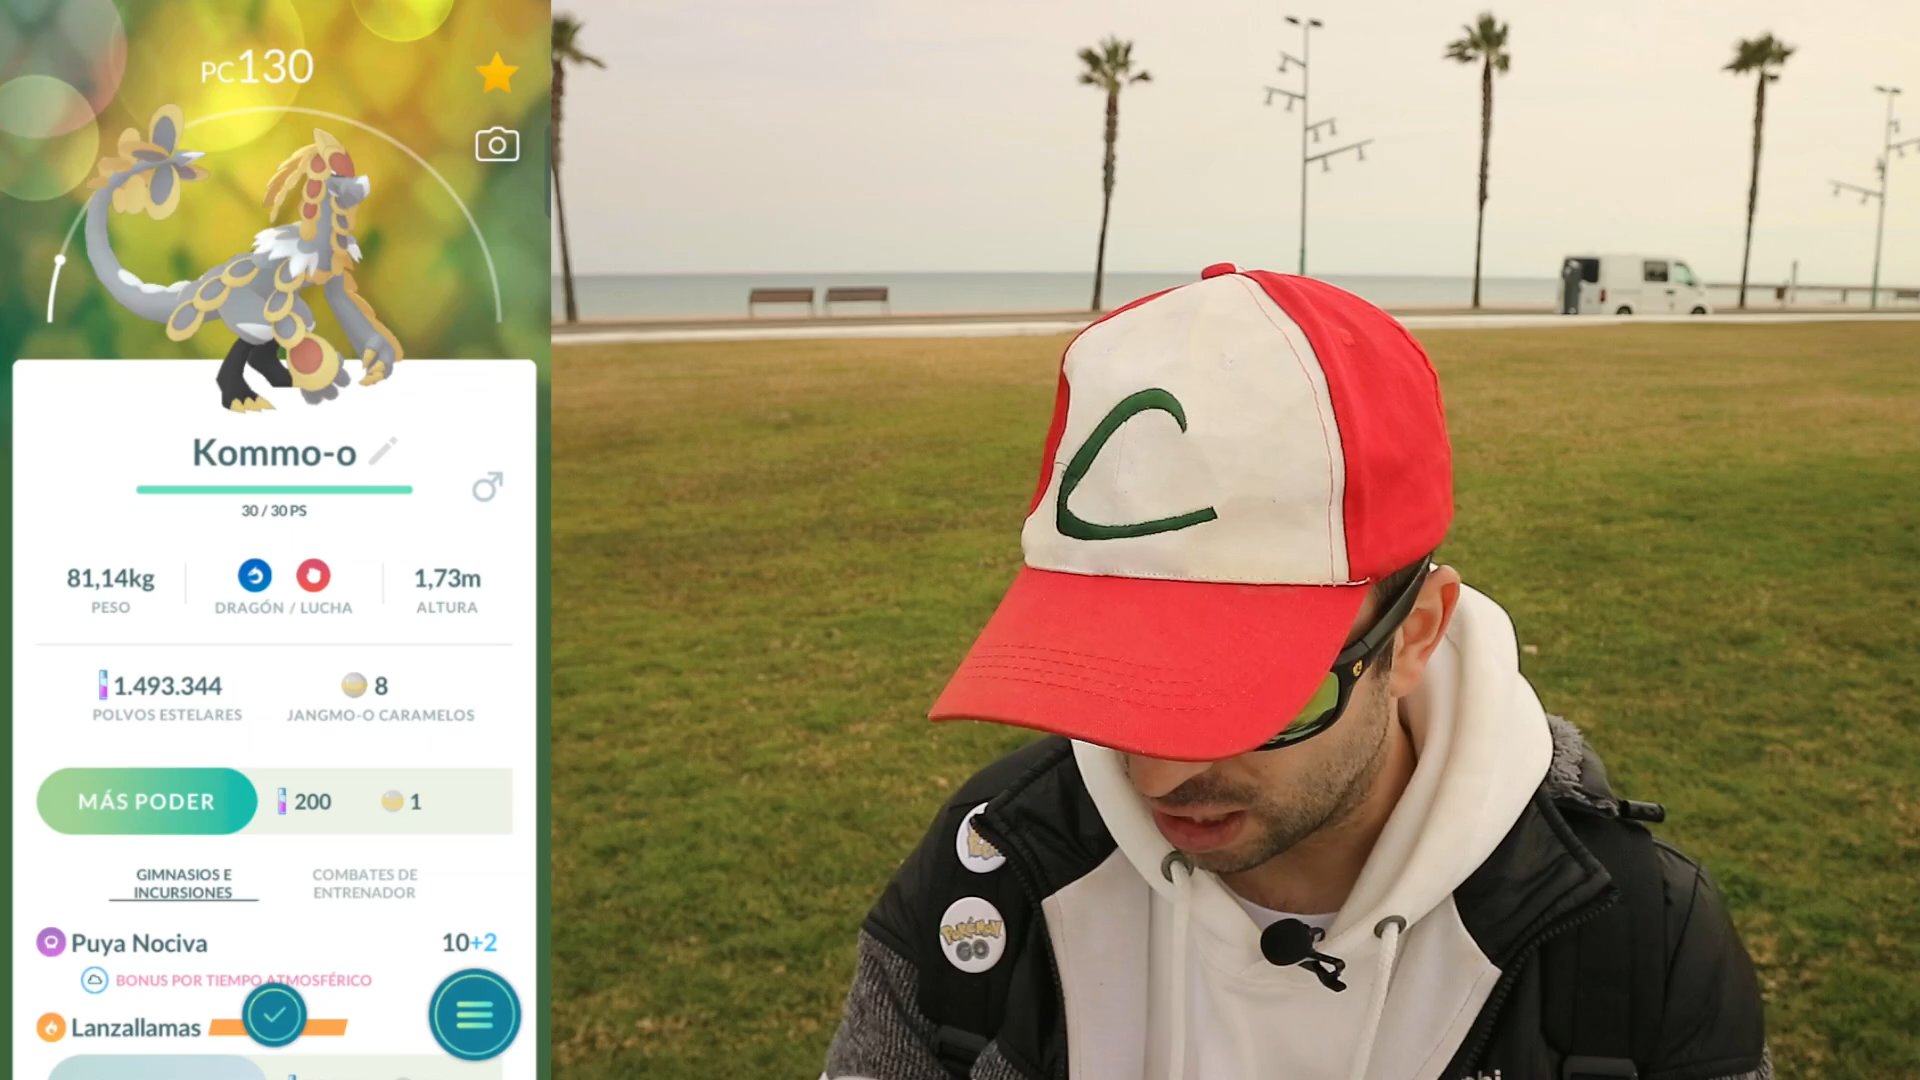 PC130
Kommo-o
30 / 30 PS
81,14kg
PESO
DRAGÓN / LUCHA
1,73m
ALTURA
1.493.344
POLVOS ESTELARES
8
JANGMO-O CARAMELOS
MÁS PODER
200
1
GIMNASIOS E
INCURSIONES
COMBATES DE
ENTRENADOR
Puya Nociva
10+2
BONUS POR TIEMPO ATMOSFÉRICO
Lanzallamas
POKÉMON
GO